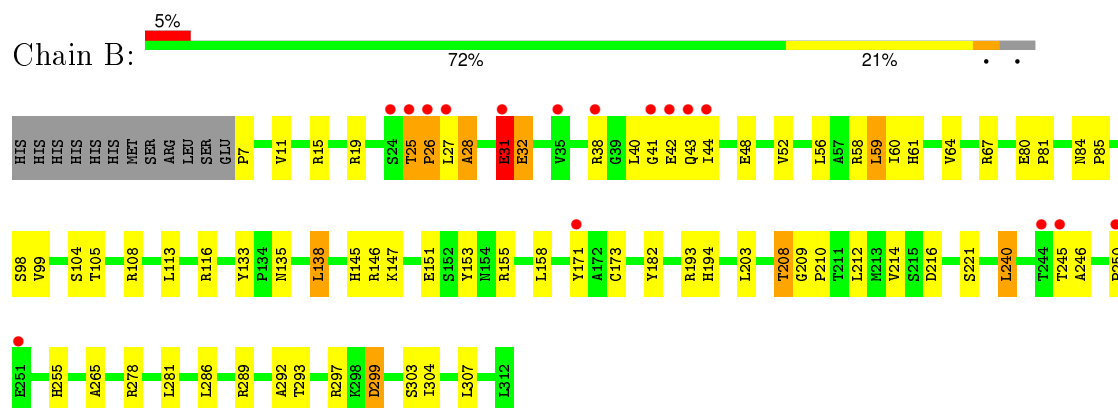 5%
Chain B:
72% 21% • •
HIS HIS HIS HIS HIS HIS MET SER ARG LEU SER GLU P7 V11 R15 R19 S24 T25 P26 L27 A28 E31 E32 V35 R38 G39 L40 G41 E42 Q43 I44 E48 V52 L56 A57 R58 L59 I60 H61 V64 R67 E80 P81 N84 P85
S98 V99 S104 T105 R108 L113 R116 Y133 P134 N135 L138 H145 R146 K147 E151 S152 Y153 N154 R155 L158 Y171 A172 C173 Y182 R193 H194 L203 T208 G209 P210 T211 L212 M213 V214 S215 D216 S221 L240 T244 T245 A246
E251 H255 A265 R278 L281 L286 R289 A292 T293 R297 K298 D299 S303 I304 L307 L312